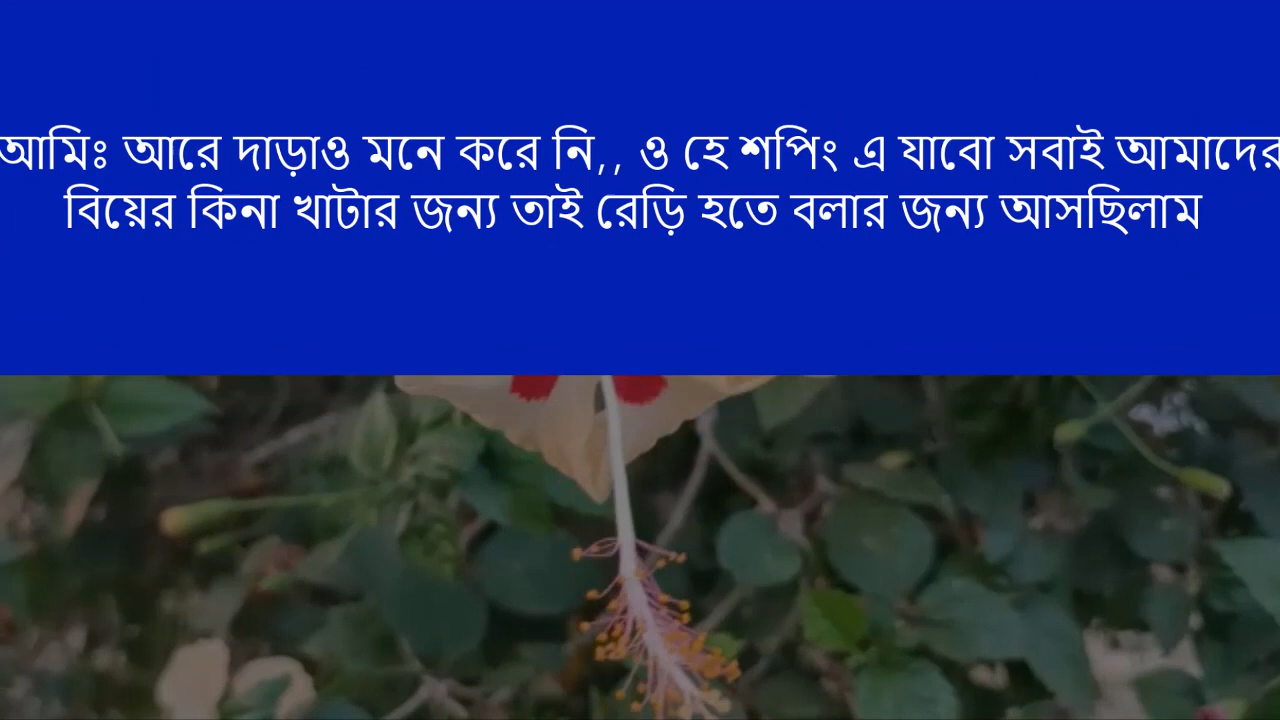 আমিঃ আরে দাড়াও মনে করে নি,, ও হে শপিং এ যাবো সবাই আমাদের
বিয়ের কিনা খাটার জন্য তাই রেড়ি হতে বলার জন্য আসছিলাম